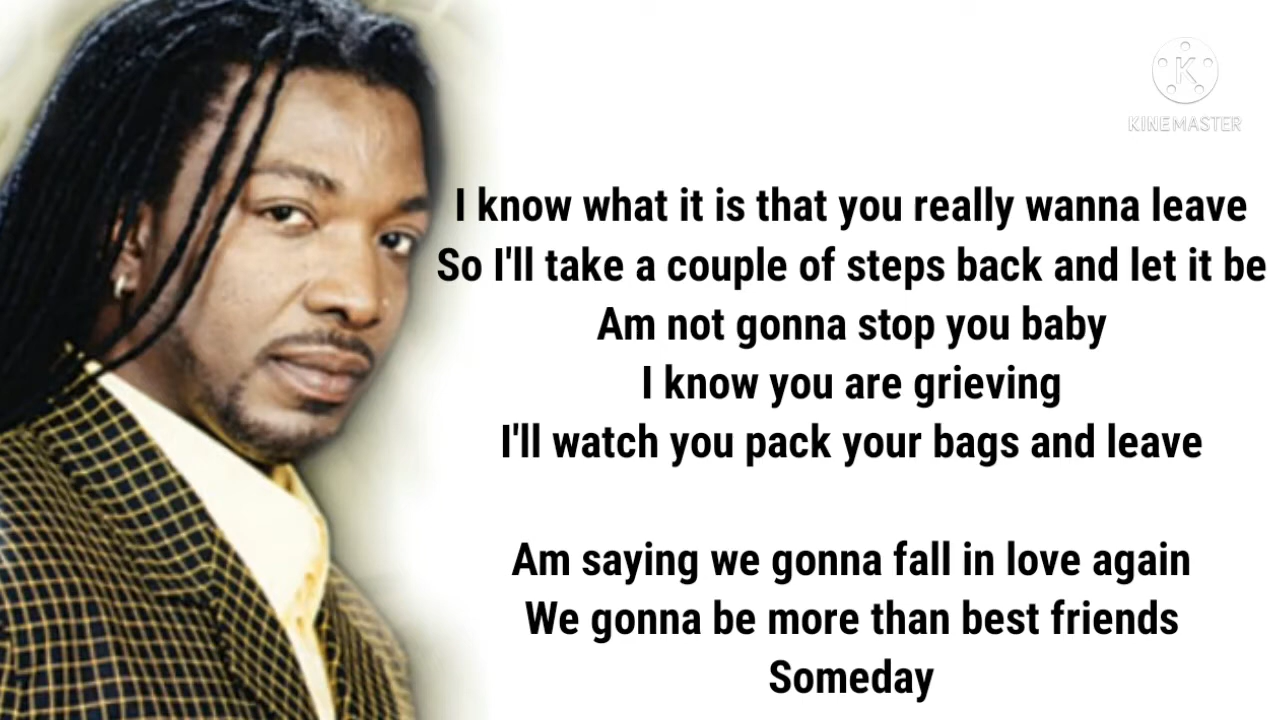 K
KINEMASTER
I know what it is that you really wanna leave
So I'll take a couple of steps back and let it be
Am not gonna stop you baby
I know you are grieving
I'll watch you pack your bags and leave
Am saying we gonna fall in love again
We gonna be more than best friends
Someday